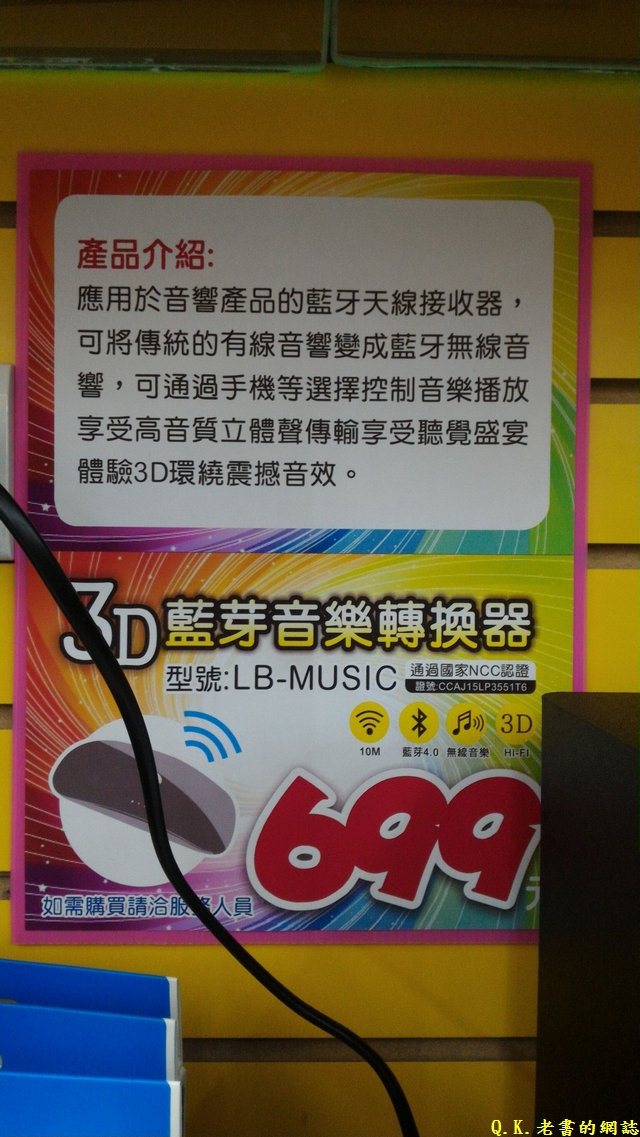 產品介紹:
應用於音響產品的藍牙天線接收器，
可將傳統的有線音響變成藍牙無線音
響，可通過手機等選擇控制音樂播放
享受高音質立體聲傳輸享受聽覺盛宴
體驗3D環繞震撼音效。
3D藍芽音樂轉換器
型號:LB-MUSIC 通過國家NCC認證
證號:CCAJ15LP3551T6
3D
10M 藍芽4.0 無線音樂 HI-FI
699元
如需購買請洽服務人員
Q.K.老書的網誌